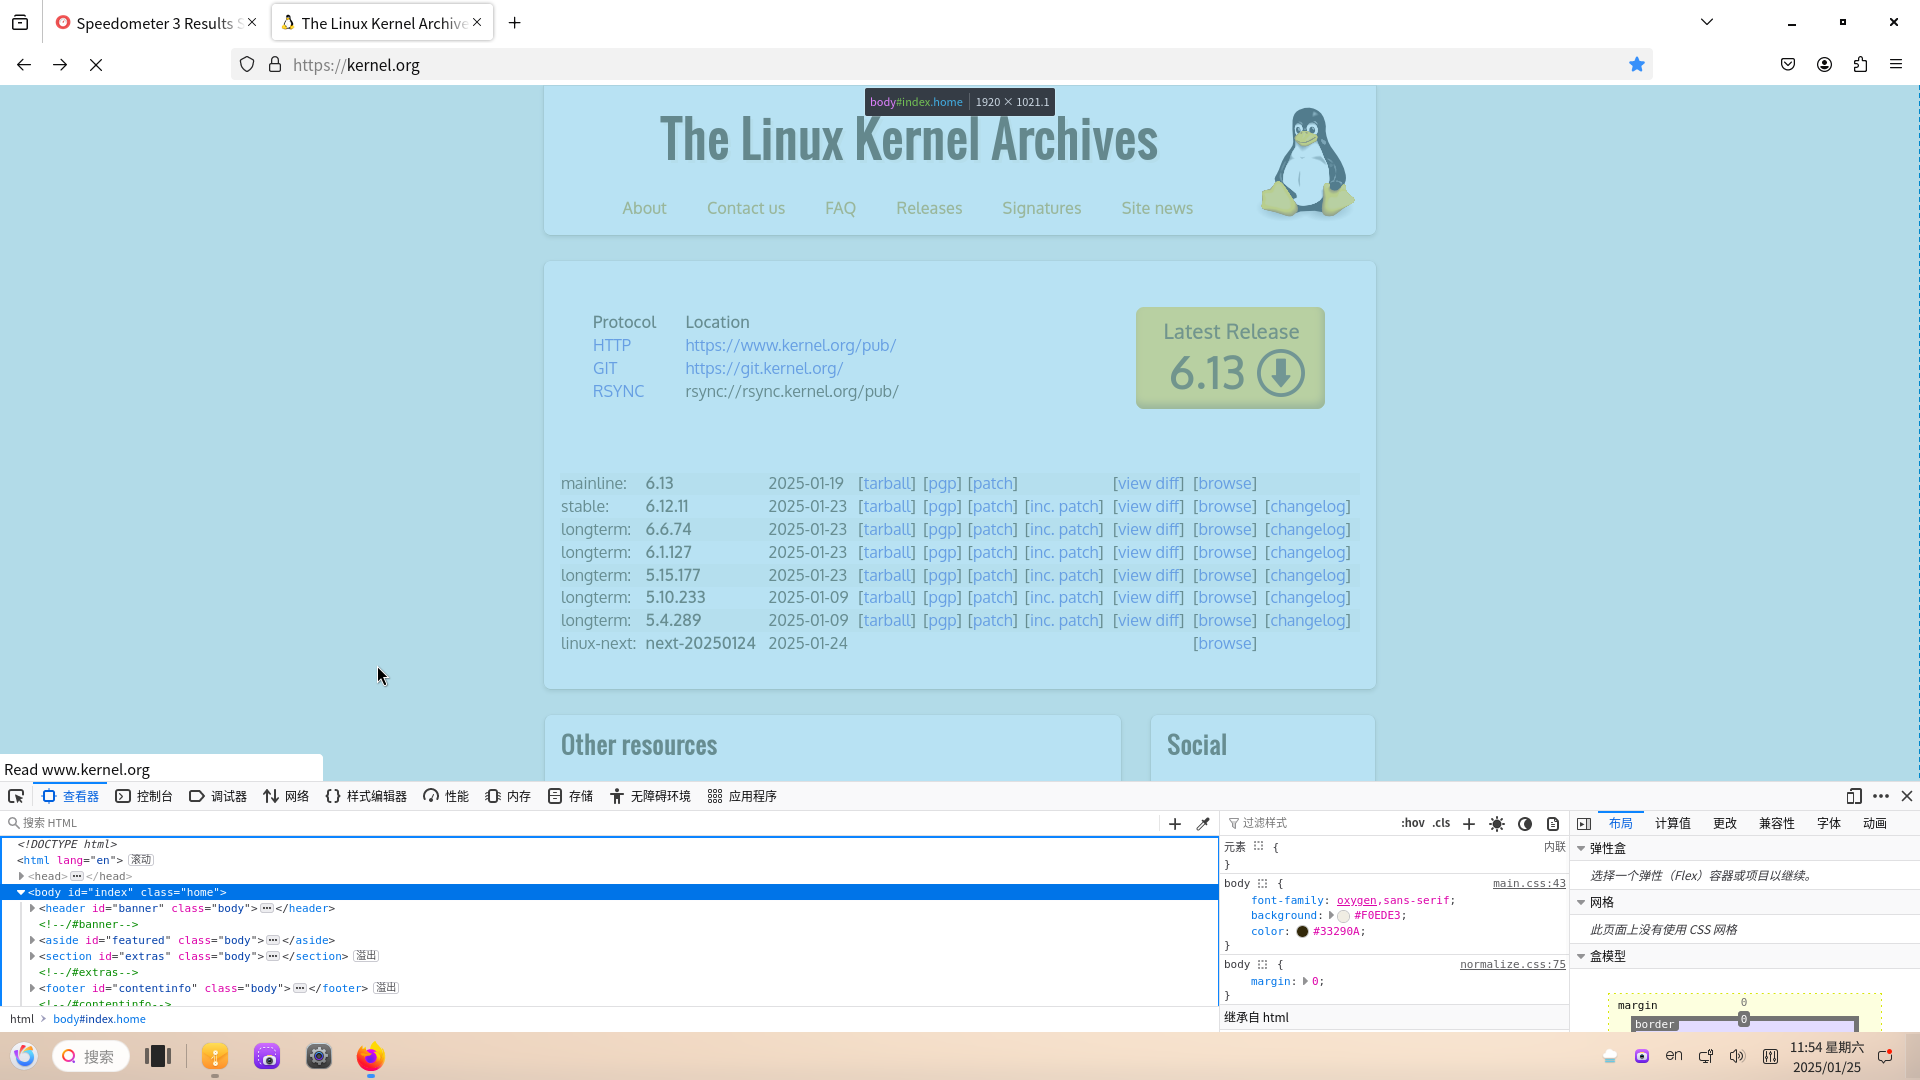 Speedometer 3 Results
The Linux Kernel Archive
https://kernel.org
body#index.home 1920 × 1021.1
The Linux Kernel Archives
About Contact us FAQ Releases Signatures Site news
Protocol Location
HTTP https://www.kernel.org/pub/
GIT https://git.kernel.org/
RSYNC rsync://rsync.kernel.org/pub/
Latest Release
6.13
mainline: 6.13 2025-01-19 [tarball] [pgp] [patch] [view diff] [browse]
stable: 6.12.11 2025-01-23 [tarball] [pgp] [patch] [inc. patch] [view diff] [browse] [changelog]
longterm: 6.6.74 2025-01-23 [tarball] [pgp] [patch] [inc. patch] [view diff] [browse] [changelog]
longterm: 6.1.127 2025-01-23 [tarball] [pgp] [patch] [inc. patch] [view diff] [browse] [changelog]
longterm: 5.15.177 2025-01-23 [tarball] [pgp] [patch] [inc. patch] [view diff] [browse] [changelog]
longterm: 5.10.233 2025-01-09 [tarball] [pgp] [patch] [inc. patch] [view diff] [browse] [changelog]
longterm: 5.4.289 2025-01-09 [tarball] [pgp] [patch] [inc. patch] [view diff] [browse] [changelog]
linux-next: next-20250124 2025-01-24 [browse]
Other resources
Social
Read www.kernel.org
查看器 控制台 调试器 网络 样式编辑器 性能 内存 存储 无障碍环境 应用程序
搜索 HTML
<!DOCTYPE html>
<html lang="en"> 滚动
<head> ··· </head>
<body id="index" class="home">
<header id="banner" class="body"> ··· </header>
<!--/#banner-->
<aside id="featured" class="body"> ··· </aside>
<section id="extras" class="body"> ··· </section> 溢出
<!--/#extras-->
<footer id="contentinfo" class="body"> ··· </footer> 溢出
<!--/#contentinfo-->
html > body#index.home
过滤样式 :hov .cls
元素 { 内联
}
body { main.css:43
font-family: oxygen,sans-serif;
background: #F0EDE3;
color: #33290A;
}
body { normalize.css:75
margin: 0;
}
继承自 html
布局 计算值 更改 兼容性 字体 动画
弹性盒
选择一个弹性（Flex）容器或项目以继续。
网格
此页面上没有使用 CSS 网格
盒模型
margin 0
border 0
搜索
en
11:54 星期六
2025/01/25